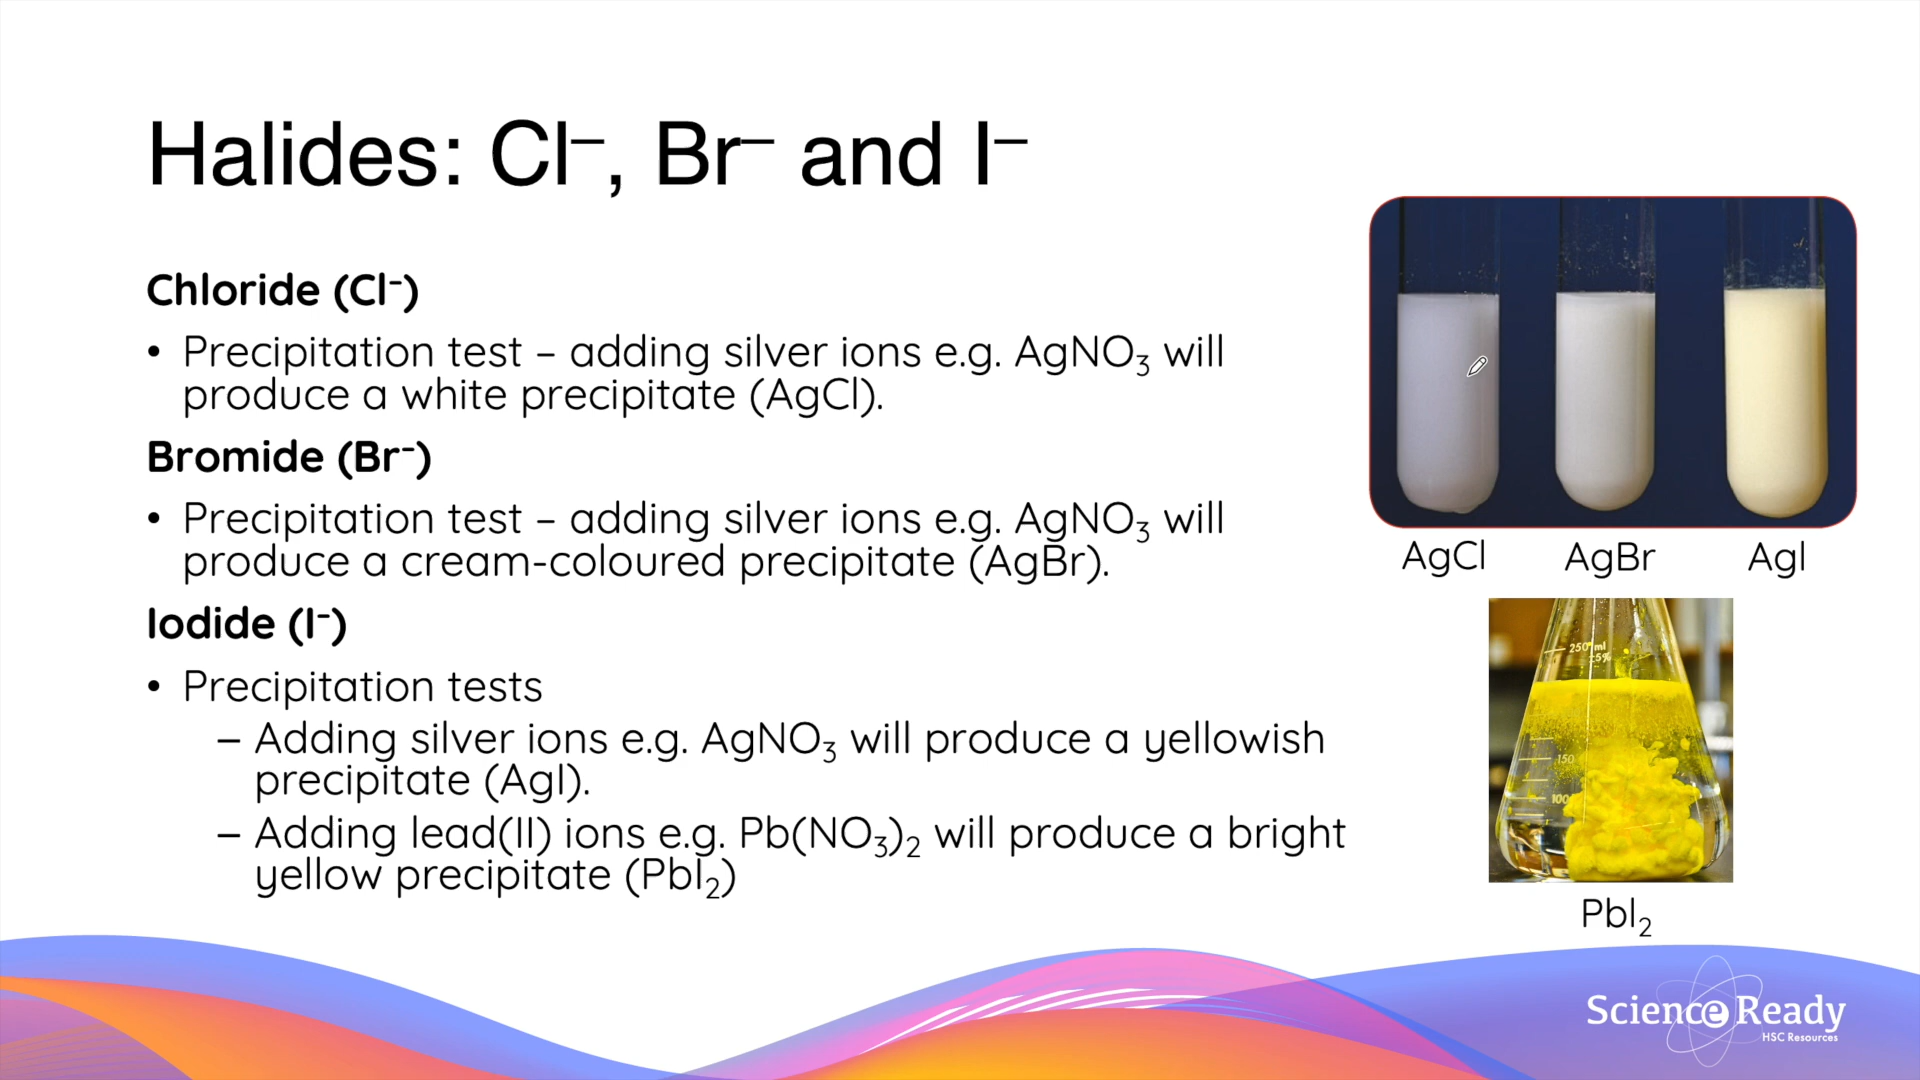 Halides: Cl⁻, Br⁻ and I⁻
Chloride (Cl⁻)
• Precipitation test – adding silver ions e.g. AgNO₃ will
produce a white precipitate (AgCl).
Bromide (Br⁻)
• Precipitation test – adding silver ions e.g. AgNO₃ will
produce a cream-coloured precipitate (AgBr).
Iodide (I⁻)
• Precipitation tests
– Adding silver ions e.g. AgNO₃ will produce a yellowish
precipitate (AgI).
– Adding lead(II) ions e.g. Pb(NO₃)₂ will produce a bright
yellow precipitate (PbI₂)
AgCl AgBr AgI
250 ml
±5%
150
100
PbI₂
Science Ready
HSC Resources